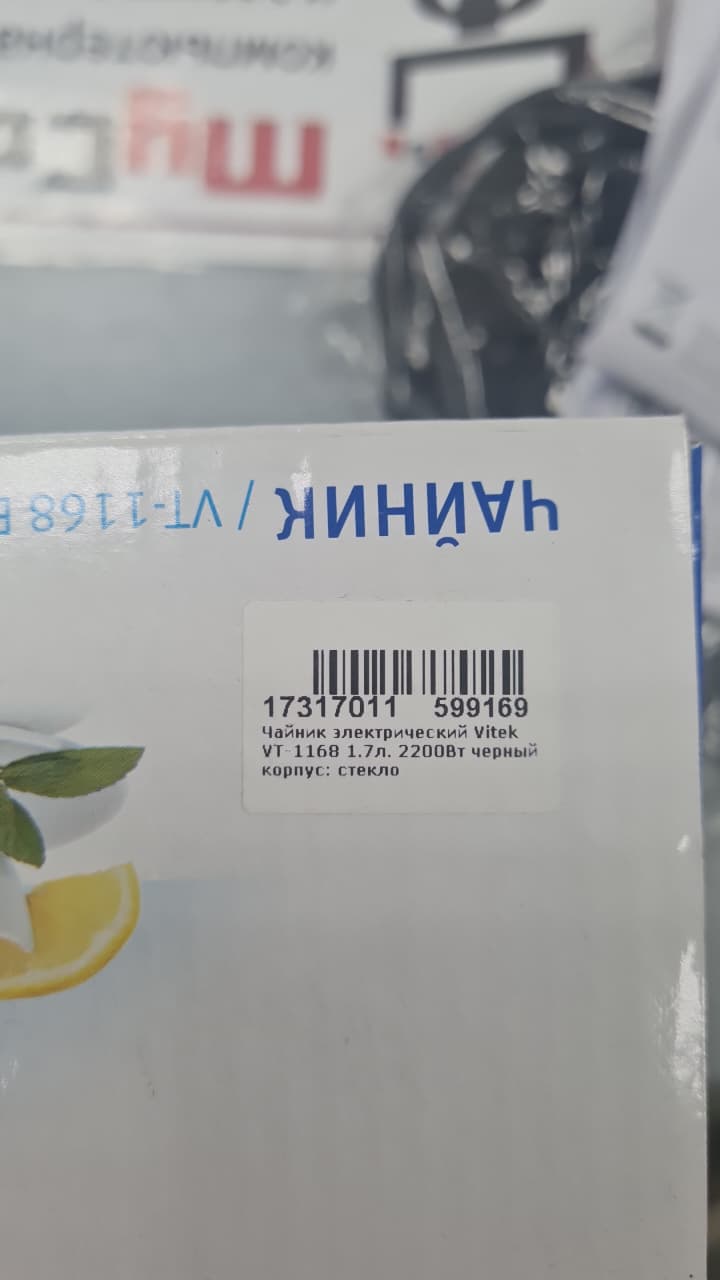 ЧАЙНИК / VT-1168 B
17317011 599169
Чайник электрический Vitek
VT-1168 1.7л. 2200Вт черный
корпус: стекло